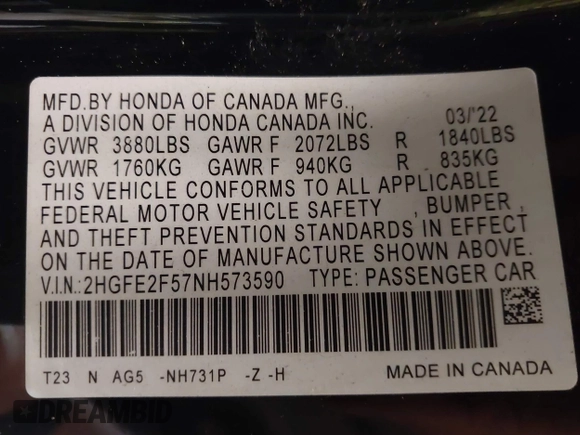 MFD.BY HONDA OF CANADA MFG.,
A DIVISION OF HONDA CANADA INC. 03/'22
GVWR 3880LBS GAWR F 2072LBS R 1840LBS
GVWR 1760KG GAWR F 940KG R 835KG
THIS VEHICLE CONFORMS TO ALL APPLICABLE
FEDERAL MOTOR VEHICLE SAFETY , BUMPER ,
AND THEFT PREVENTION STANDARDS IN EFFECT
ON THE DATE OF MANUFACTURE SHOWN ABOVE.
V.I.N.:2HGFE2F57NH573590 TYPE: PASSENGER CAR
T23 N AG5 -NH731P -Z -H MADE IN CANADA
DREAMBID